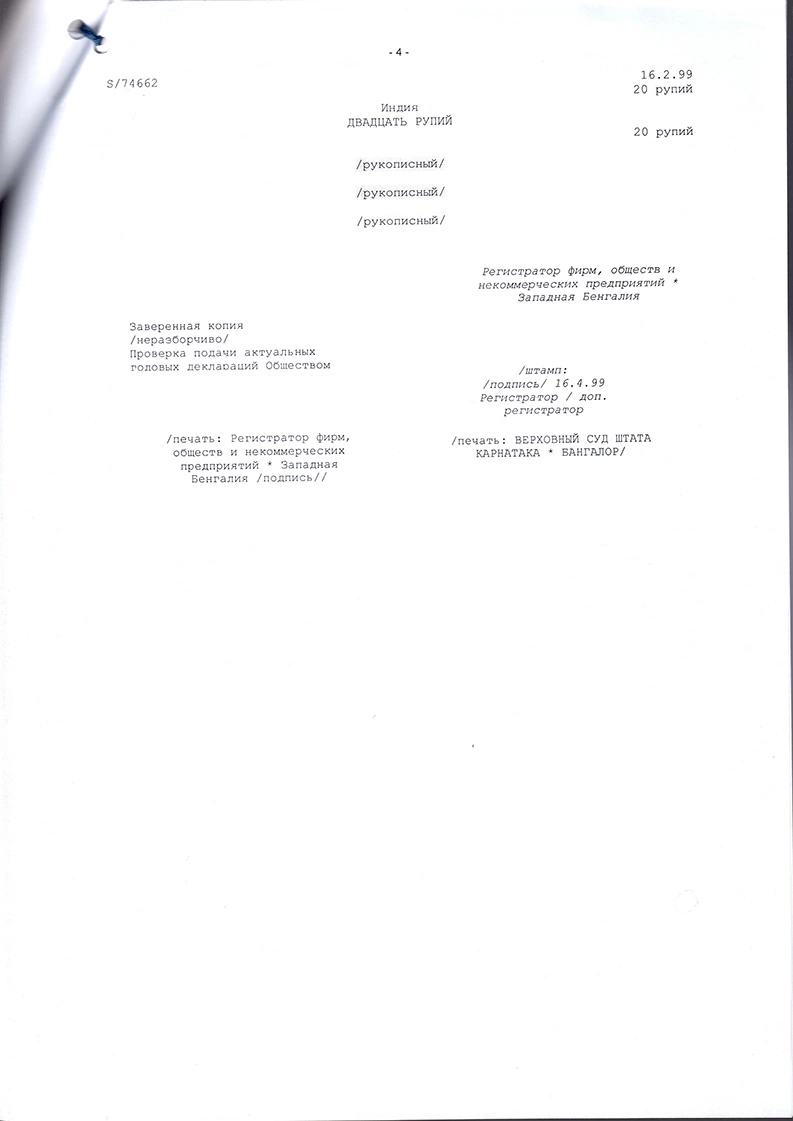 -4-
S/74662
16.2.99
20 рупий
Индия
ДВАДЦАТЬ РУПИЙ
20 рупий
/рукописный/
/рукописный/
/рукописный/
Регистратор фирм, обществ и
некоммерческих предприятий *
Западная Бенгалия
Заверенная копия
/неразборчиво/
Проверка подачи актуальных
годовых деклараций Обществом
/штамп:
/подпись/ 16.4.99
Регистратор / доп.
регистратор
/печать: Регистратор фирм,
обществ и некоммерческих
предприятий * Западная
Бенгалия /подпись//
/печать: ВЕРХОВНЫЙ СУД ШТАТА
КАРНАТАКА * БАНГАЛОР/